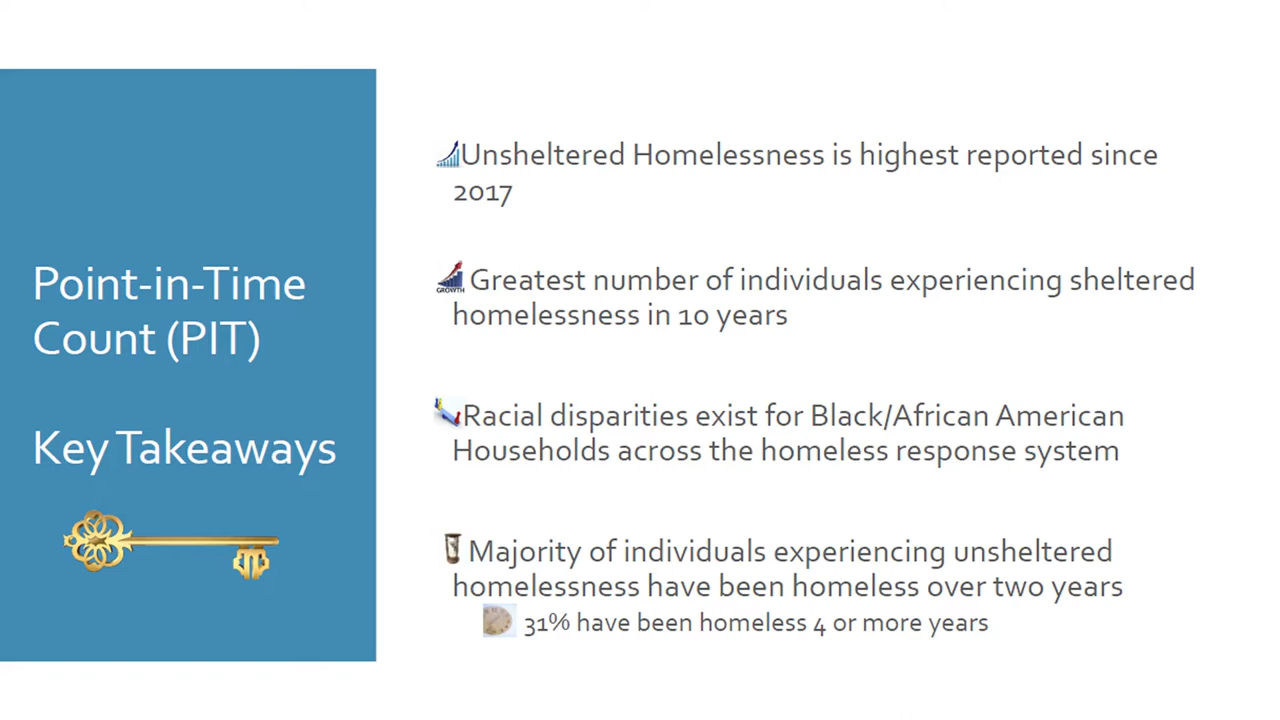 Point-in-Time
Count (PIT)
Key Takeaways
Unsheltered Homelessness is highest reported since
2017
GROWTH
Greatest number of individuals experiencing sheltered
homelessness in 10 years
Racial disparities exist for Black/African American
Households across the homeless response system
Majority of individuals experiencing unsheltered
homelessness have been homeless over two years
31% have been homeless 4 or more years